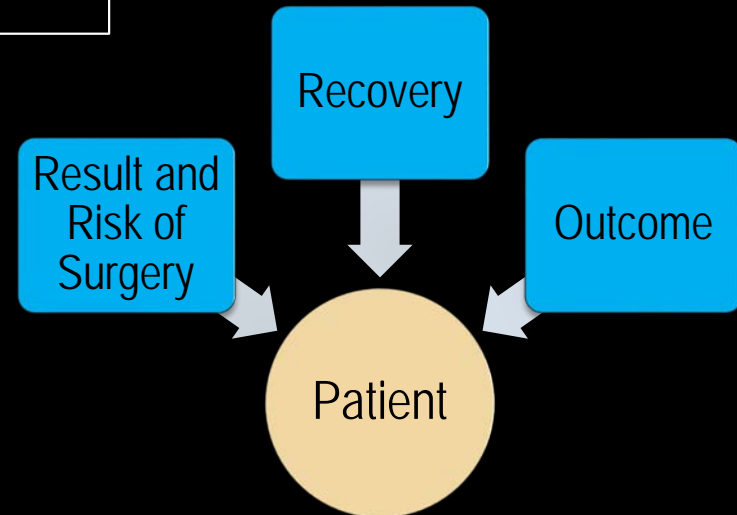 Recovery
Result and
Risk of
Surgery
Outcome
Patient